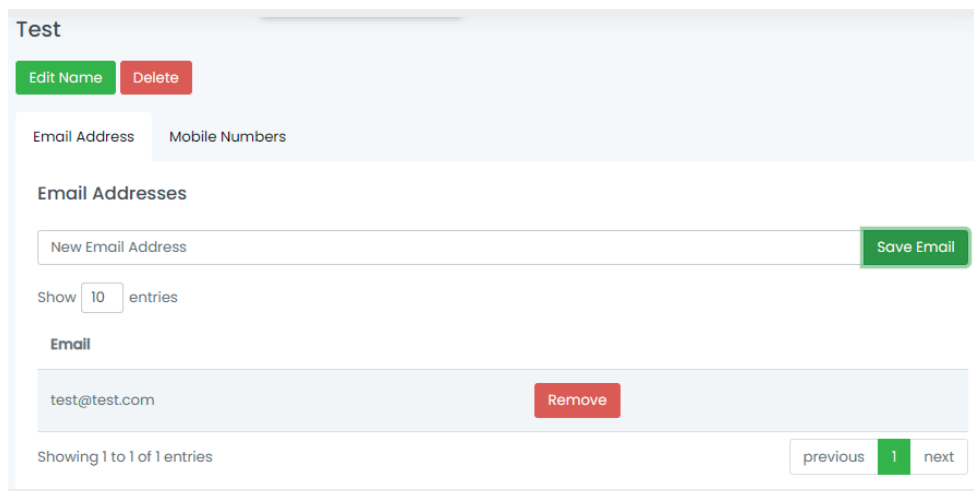 Test
Edit Name Delete
Email Address Mobile Numbers
Email Addresses
New Email Address Save Email
Show 10 entries
Email
test@test.com Remove
Showing 1 to 1 of 1 entries previous 1 next